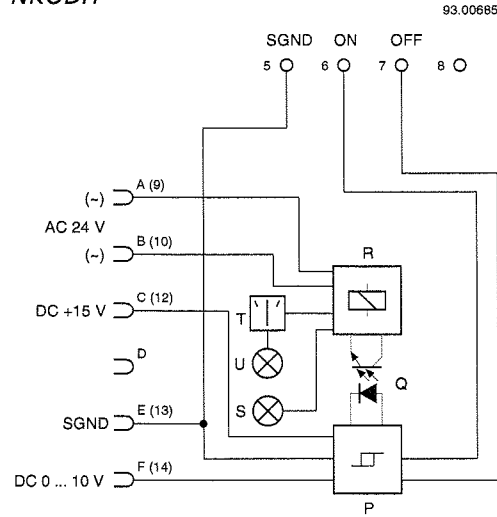 93.00685
SGND ON OFF
5 6 7 8
A (9)
(~)
AC 24 V
B (10)
(~)
R
C (12)
DC +15 V
T
D
U
Q
S
E (13)
SGND
F (14)
DC 0 ... 10 V
P